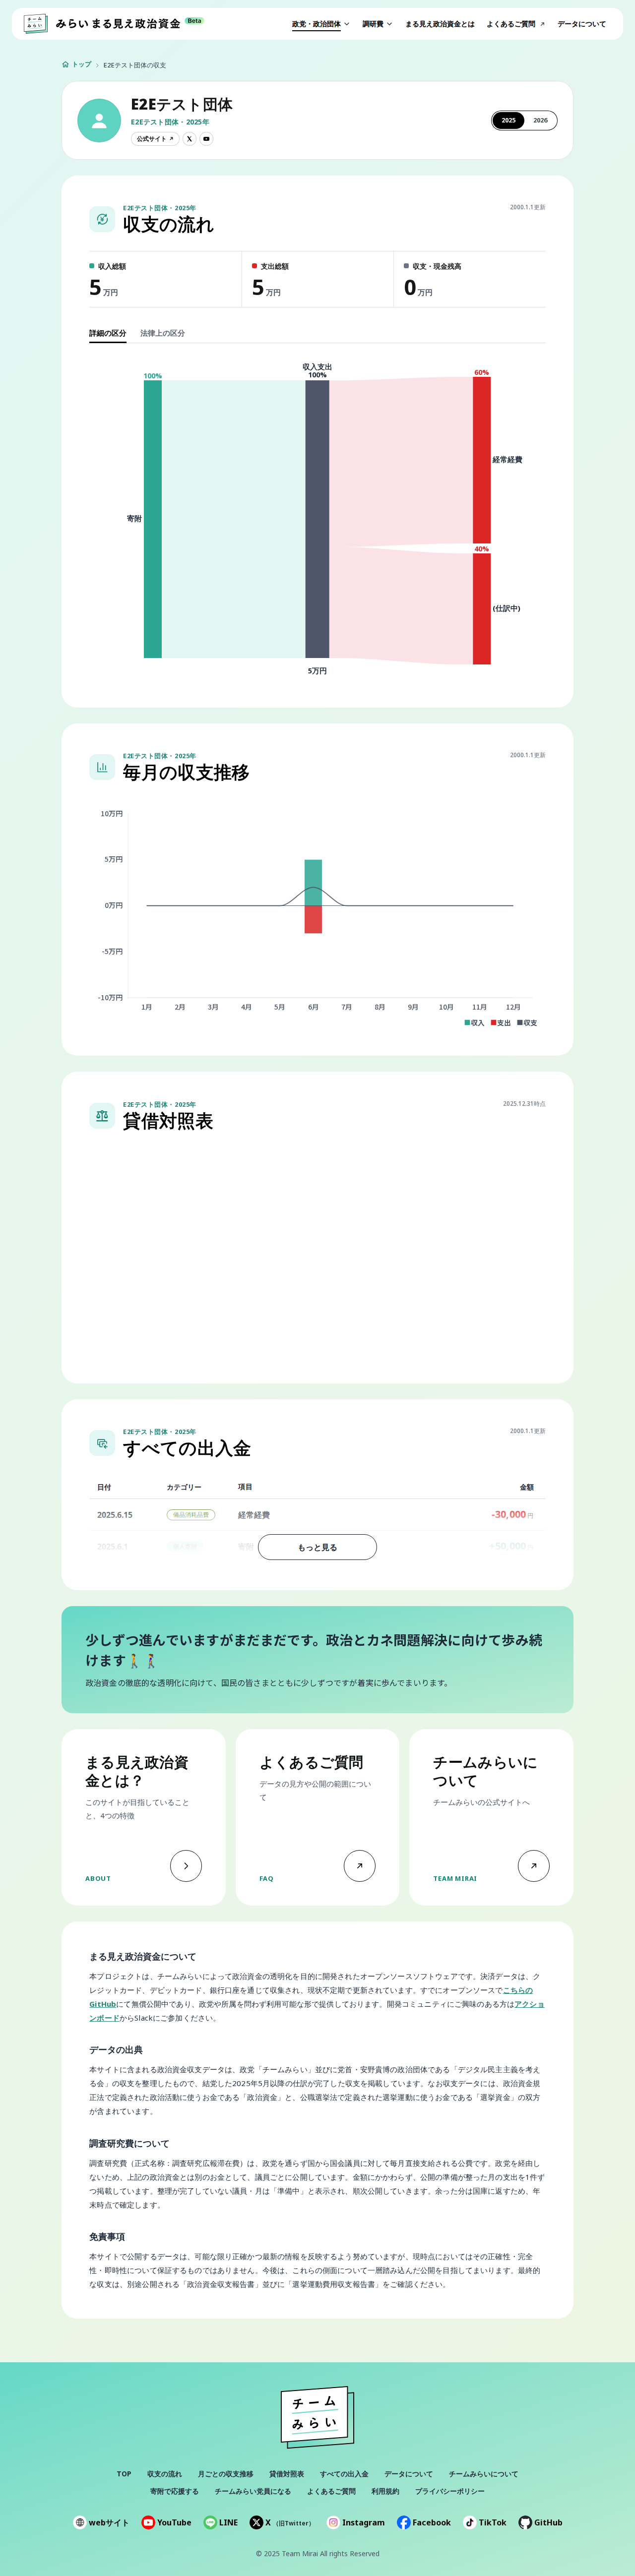 チーム
みらい
みらい まる見え政治資金 Beta
政党・政治団体
調研費
まる見え政治資金とは
よくあるご質問
データについて
トップ
E2Eテスト団体の収支
E2Eテスト団体
E2Eテスト団体・2025年
公式サイト
2025
2026
E2Eテスト団体・2025年
収支の流れ
2000.1.1更新
収入総額
5万円
支出総額
5万円
収支・現金残高
0万円
詳細の区分
法律上の区分
収入支出
100%
100%
60%
経常経費
寄附
40%
(仕訳中)
5万円
E2Eテスト団体・2025年
毎月の収支推移
2000.1.1更新
10万円
5万円
0万円
-5万円
-10万円
1月 2月 3月 4月 5月 6月 7月 8月 9月 10月 11月 12月
収入 支出 収支
E2Eテスト団体・2025年
貸借対照表
2025.12.31時点
E2Eテスト団体・2025年
すべての出入金
2000.1.1更新
日付 カテゴリー 項目 金額
2025.6.15 備品消耗品費 経常経費 -30,000円
2025.6.1 寄附 +50,000
もっと見る
少しずつ進んでいますがまだまだです。政治とカネ問題解決に向けて歩み続
けます🚶🚶‍♀️
政治資金の徹底的な透明化に向けて、国民の皆さまとともに少しずつですが着実に歩んでまいります。
まる見え政治資
金とは？
このサイトが目指していること
と、4つの特徴
ABOUT
よくあるご質問
データの見方や公開の範囲につい
て
FAQ
チームみらいに
ついて
チームみらいの公式サイトへ
TEAM MIRAI
まる見え政治資金について
本プロジェクトは、チームみらいによって政治資金の透明化を目的に開発されたオープンソースソフトウェアです。決済データは、ク
レジットカード、デビットカード、銀行口座を通じて収集され、現状不定期で更新されています。すでにオープンソースでこちらの
GitHubにて無償公開中であり、政党や所属を問わず利用可能な形で提供しております。開発コミュニティにご興味のある方はアクショ
ンボードからSlackにご参加ください。
データの出典
本サイトに含まれる政治資金収支データは、政党「チームみらい」並びに党首・安野貴博の政治団体である「デジタル民主主義を考え
る会」の収支を整理したもので、結党した2025年5月以降の仕訳が完了した収支を掲載しています。なお収支データには、政治資金規
正法で定義された政治活動に使うお金である「政治資金」と、公職選挙法で定義された選挙運動に使うお金である「選挙資金」の双方
が含まれています。
調査研究費について
調査研究費（正式名称：調査研究広報滞在費）は、政党を通らず国から国会議員に対して毎月直接支給される公費です。政党を経由し
ないため、上記の政治資金とは別のお金として、議員ごとに公開しています。金額にかかわらず、公開の準備が整った月の支出を1件ず
つ掲載しています。整理が完了していない議員・月は「準備中」と表示され、順次公開していきます。余った分は国庫に返すため、年
末時点で確定します。
免責事項
本サイトで公開するデータは、可能な限り正確かつ最新の情報を反映するよう努めていますが、現時点においてはその正確性・完全
性・即時性について保証するものではありません。今後は、これらの側面について一層踏み込んだ公開を目指してまいります。最終的
な収支は、別途公開される「政治資金収支報告書」並びに「選挙運動費用収支報告書」をご確認ください。
チーム
みらい
TOP 収支の流れ 月ごとの収支推移 貸借対照表 すべての出入金 データについて チームみらいについて
寄附で応援する チームみらい党員になる よくあるご質問 利用規約 プライバシーポリシー
webサイト YouTube LINE X（旧Twitter） Instagram Facebook TikTok GitHub
© 2025 Team Mirai All rights Reserved